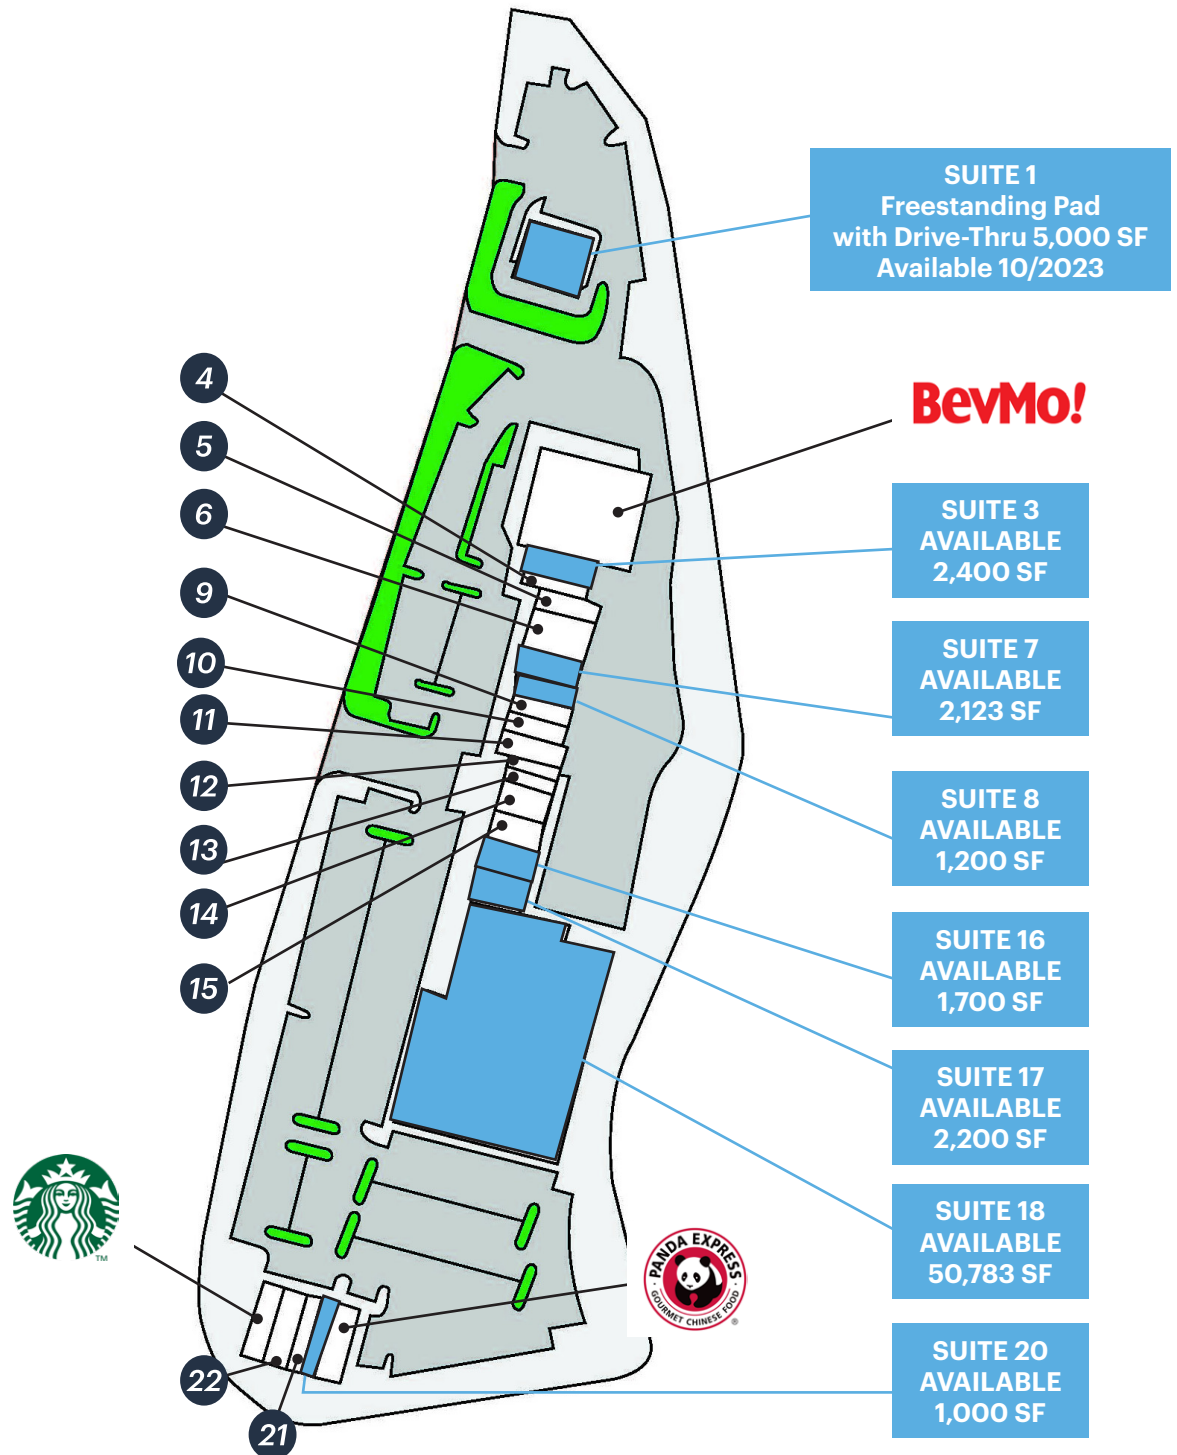 SUITE 1
Freestanding Pad
with Drive-Thru 5,000 SF
Available 10/2023
4
BevMo!
5
SUITE 3
AVAILABLE
2,400 SF
6
9
SUITE 7
AVAILABLE
2,123 SF
10
11
12
SUITE 8
AVAILABLE
1,200 SF
13
14
SUITE 16
AVAILABLE
1,700 SF
15
SUITE 17
AVAILABLE
2,200 SF
SUITE 18
AVAILABLE
50,783 SF
TM
PANDA EXPRESS
GOURMET CHINESE FOOD
®
SUITE 20
AVAILABLE
1,000 SF
22
21